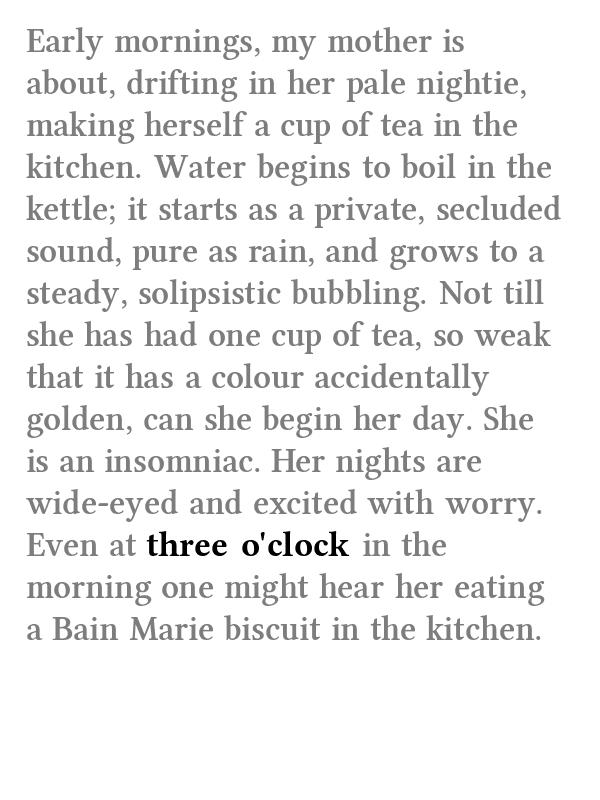 Early mornings, my mother is
about, drifting in her pale nightie,
making herself a cup of tea in the
kitchen. Water begins to boil in the
kettle; it starts as a private, secluded
sound, pure as rain, and grows to a
steady, solipsistic bubbling. Not till
she has had one cup of tea, so weak
that it has a colour accidentally
golden, can she begin her day. She
is an insomniac. Her nights are
wide-eyed and excited with worry.
Even at three o'clock in the
morning one might hear her eating
a Bain Marie biscuit in the kitchen.